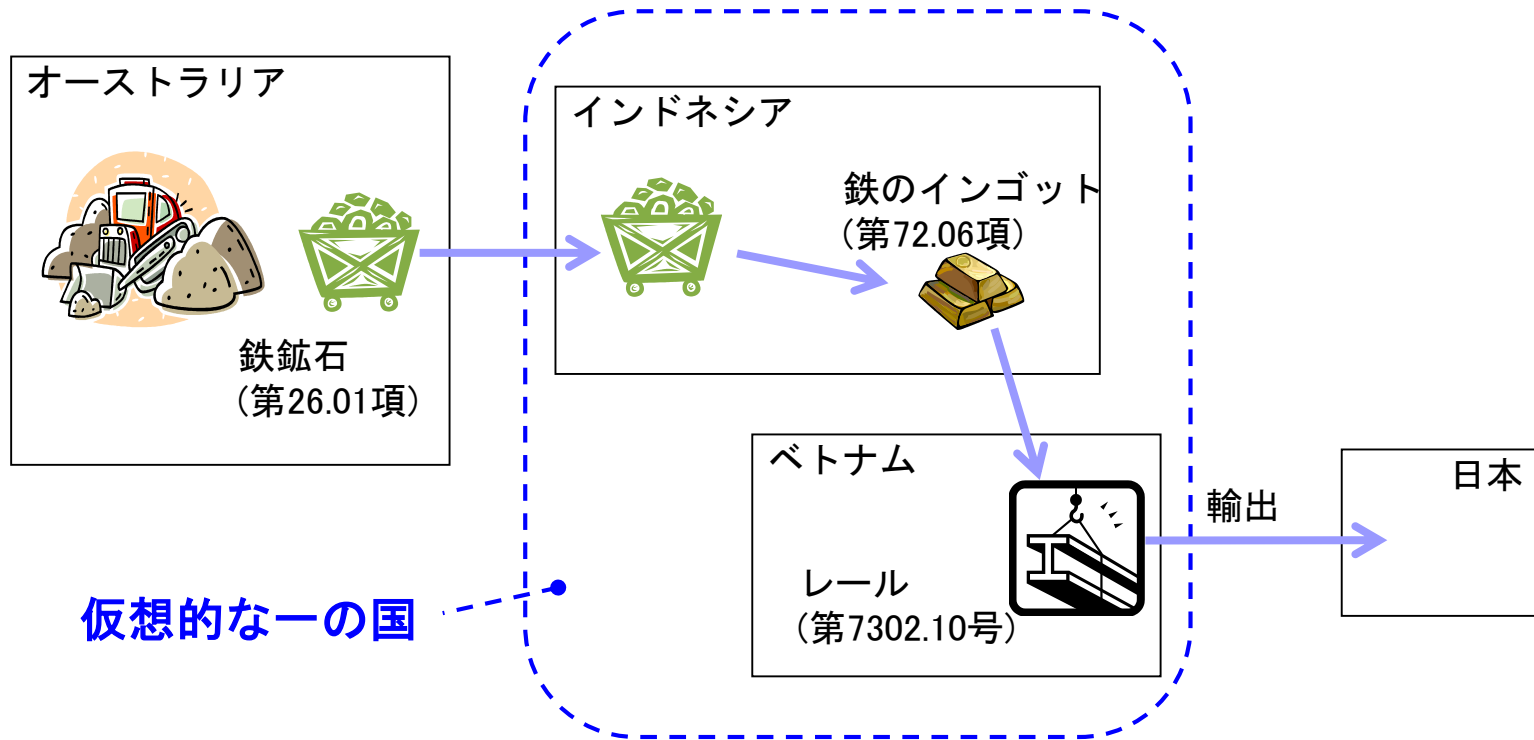 オーストラリア
鉄鉱石
(第26.01項)
インドネシア
鉄のインゴット
(第72.06項)
ベトナム
レール
(第7302.10号)
輸出
日本
仮想的な一の国